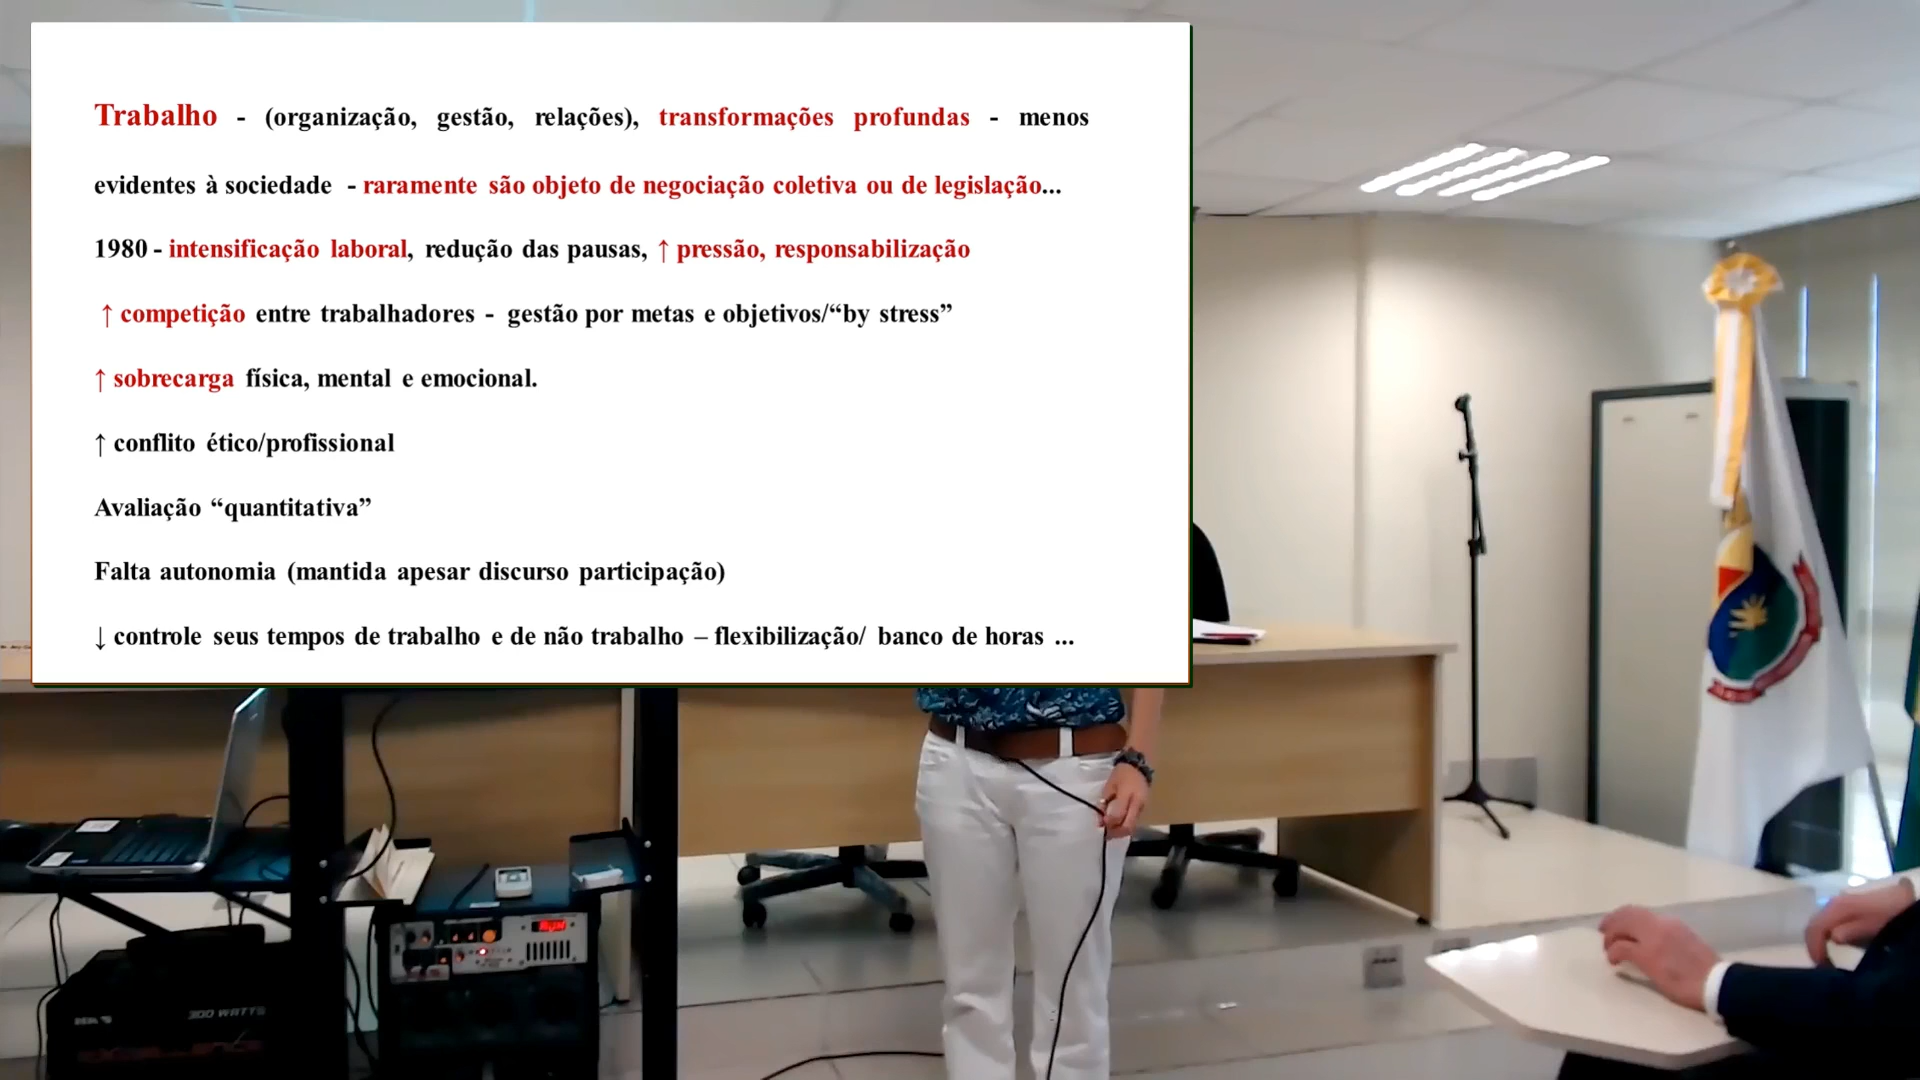 Trabalho - (organização, gestão, relações), transformações profundas - menos
evidentes à sociedade - raramente são objeto de negociação coletiva ou de legislação...
1980 - intensificação laboral, redução das pausas, ↑ pressão, responsabilização
↑ competição entre trabalhadores - gestão por metas e objetivos/“by stress”
↑ sobrecarga física, mental e emocional.
↑ conflito ético/profissional
Avaliação “quantitativa”
Falta autonomia (mantida apesar discurso participação)
↓ controle seus tempos de trabalho e de não trabalho – flexibilização/ banco de horas ...
300 WATTS